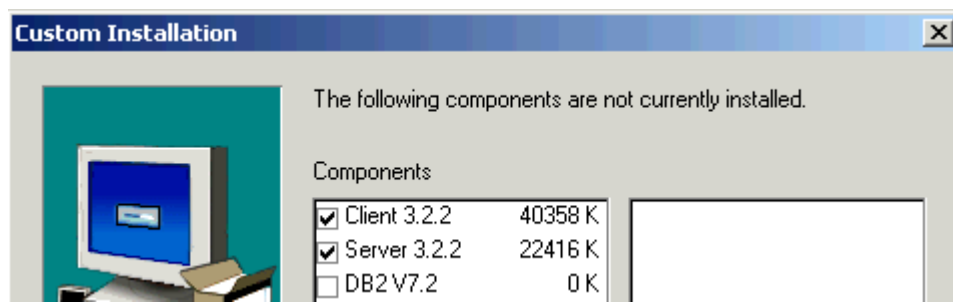 Custom Installation
The following components are not currently installed.
Components
Client 3.2.2 40358 K
Server 3.2.2 22416 K
DB2 V7.2 0 K